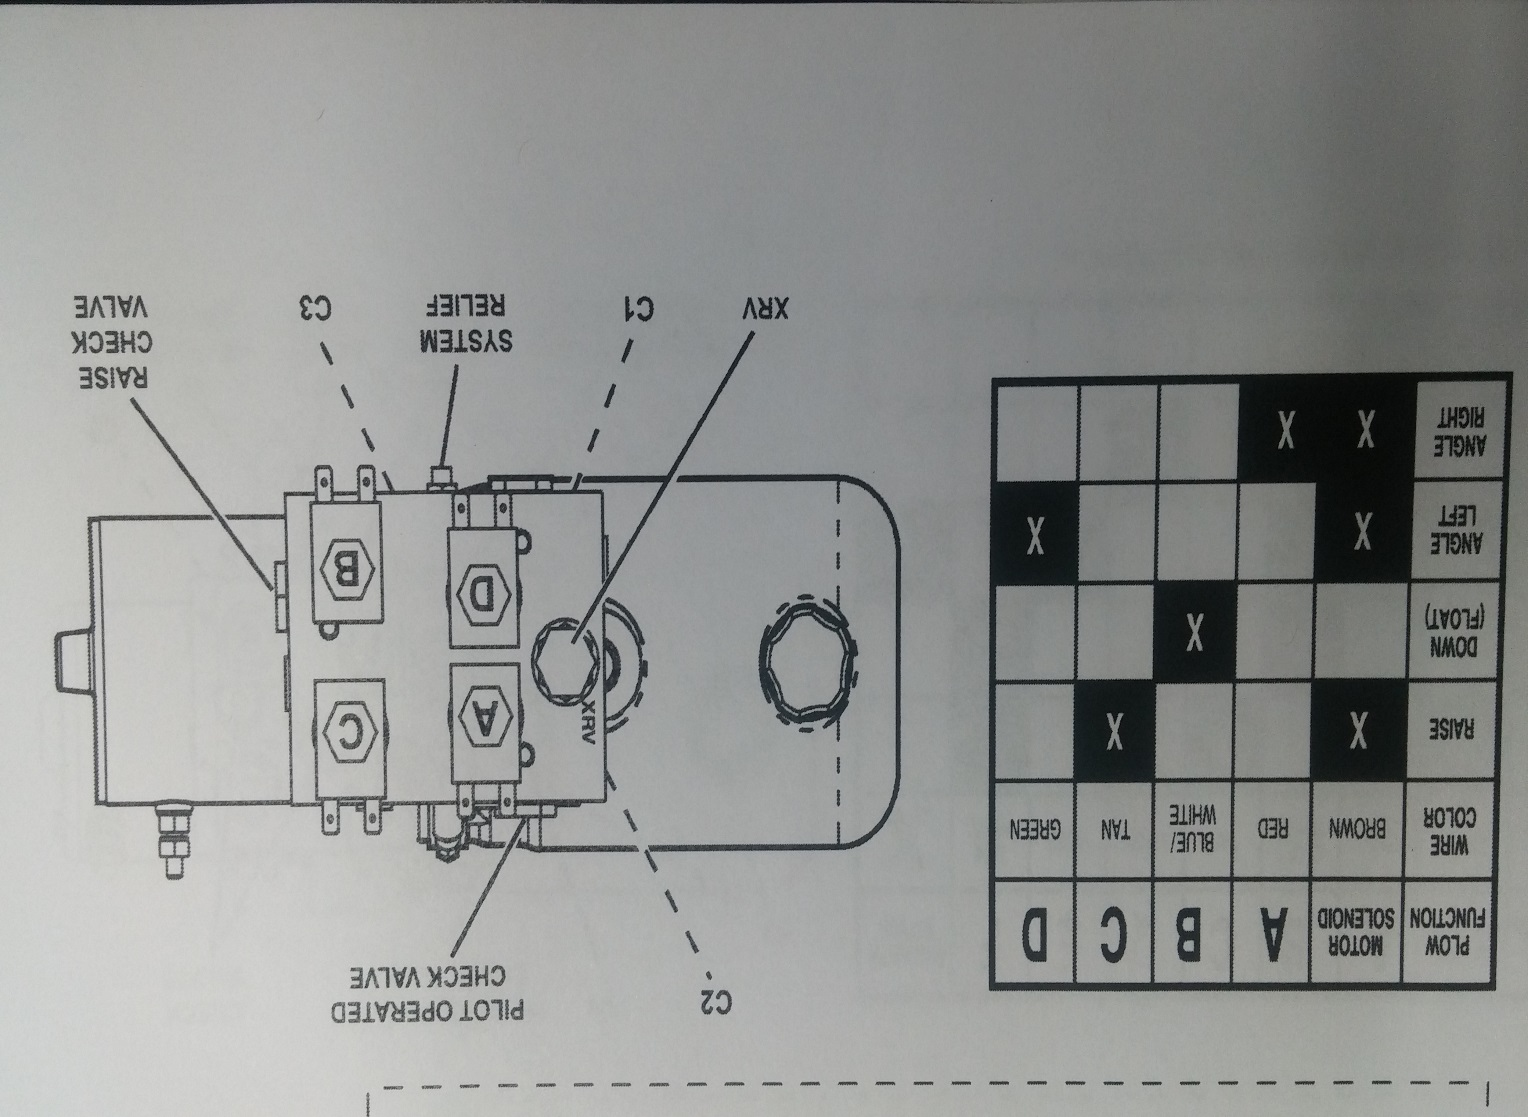 PLOW
FUNCTION
MOTOR
SOLENOID
A
B
C
D
WIRE
COLOR
BROWN
RED
BLUE/
WHITE
TAN
GREEN
RAISE
X
X
DOWN
(FLOAT)
X
ANGLE
LEFT
X
X
ANGLE
RIGHT
X
X
C2
PILOT OPERATED
CHECK VALVE
XRV
A
C
D
B
XRV
C1
SYSTEM
RELIEF
C3
RAISE
CHECK
VALVE